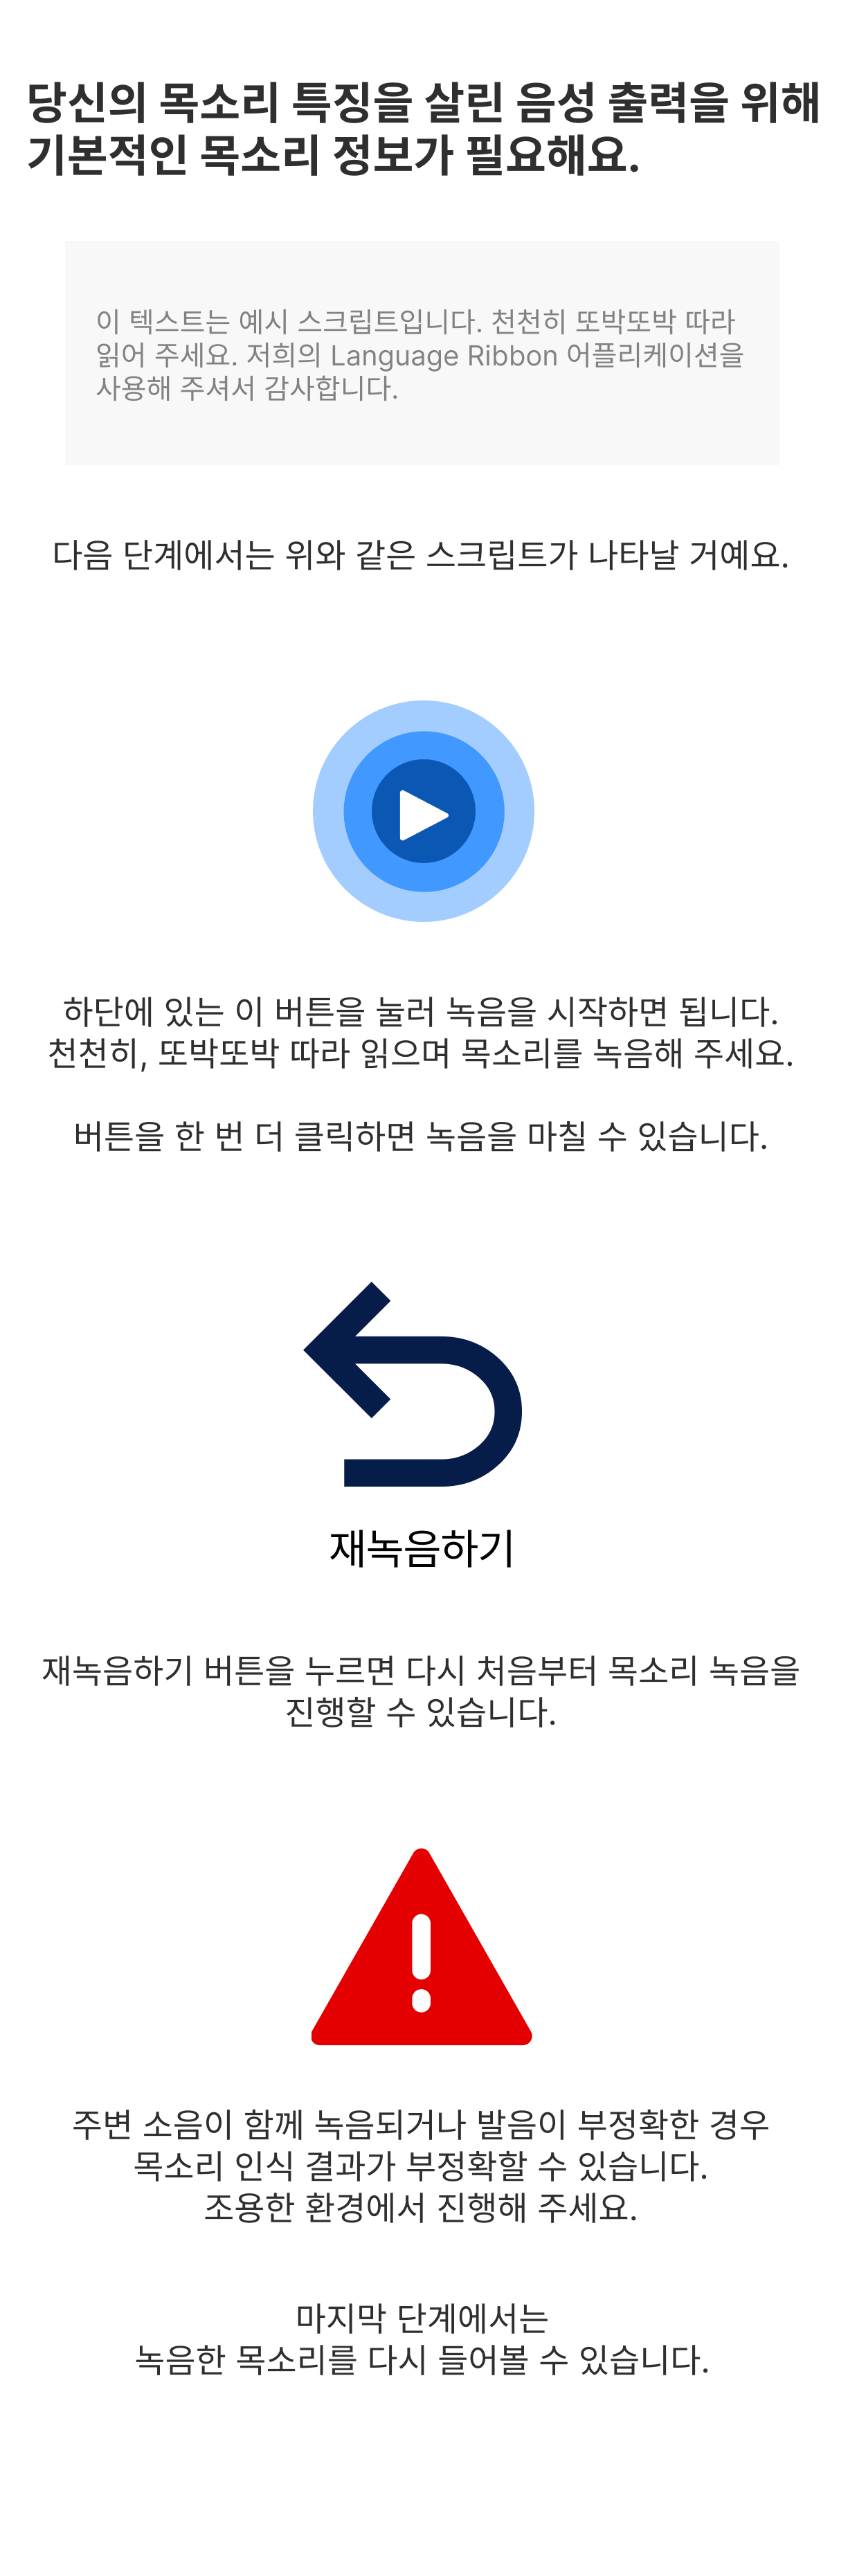 당신의 목소리 특징을 살린 음성 출력을 위해
기본적인 목소리 정보가 필요해요.
이 텍스트는 예시 스크립트입니다. 천천히 또박또박 따라
읽어 주세요. 저희의 Language Ribbon 어플리케이션을
사용해 주셔서 감사합니다.
다음 단계에서는 위와 같은 스크립트가 나타날 거예요.
하단에 있는 이 버튼을 눌러 녹음을 시작하면 됩니다.
천천히, 또박또박 따라 읽으며 목소리를 녹음해 주세요.
버튼을 한 번 더 클릭하면 녹음을 마칠 수 있습니다.
재녹음하기
재녹음하기 버튼을 누르면 다시 처음부터 목소리 녹음을
진행할 수 있습니다.
주변 소음이 함께 녹음되거나 발음이 부정확한 경우
목소리 인식 결과가 부정확할 수 있습니다.
조용한 환경에서 진행해 주세요.
마지막 단계에서는
녹음한 목소리를 다시 들어볼 수 있습니다.